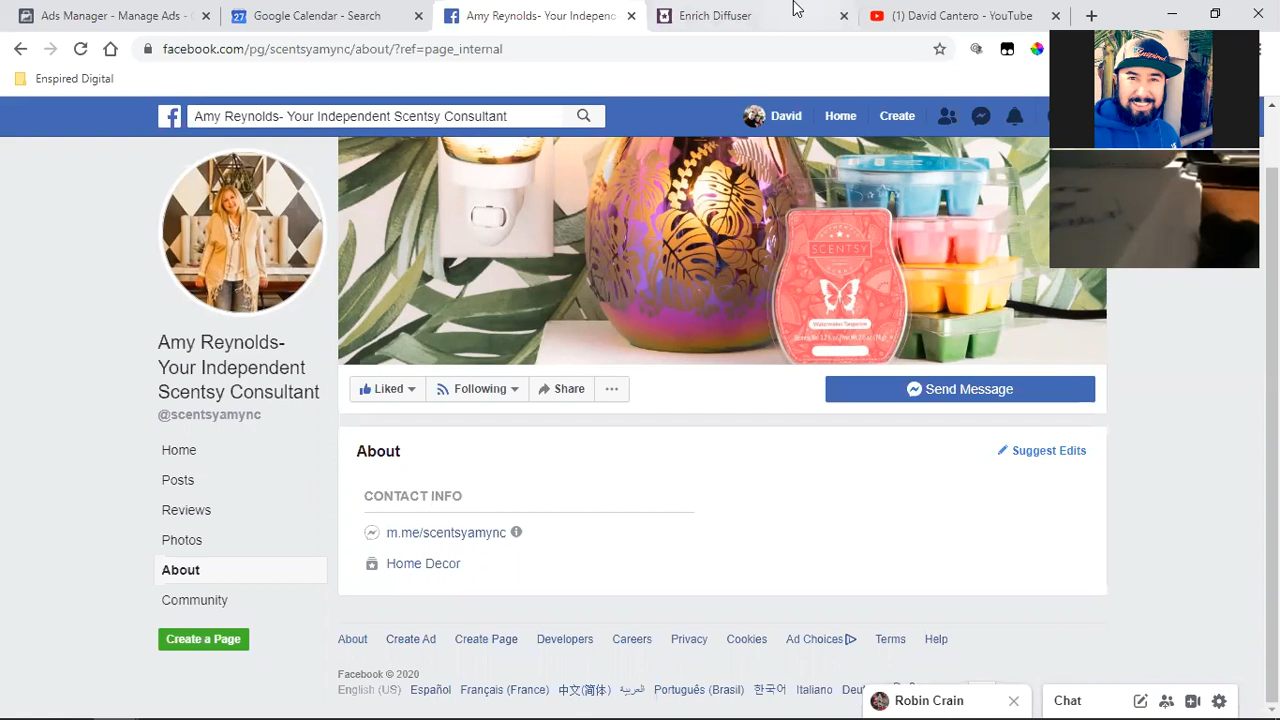 Ads Manager - Manage Ads -
Google Calendar - Search
Amy Reynolds- Your Independenc
Enrich Diffuser
(1) David Cantero - YouTube
facebook.com/pg/scentsyamync/about/?ref=page_internal
Enspired Digital
Amy Reynolds- Your Independent Scentsy Consultant
David
Home
Create
SCENTSY
Watermelon Tangerine
Amy Reynolds-
Your Independent
Scentsy Consultant
@scentsyamync
Liked
Following
Share
...
Send Message
Home
Posts
Reviews
Photos
About
Community
Create a Page
About
Suggest Edits
CONTACT INFO
m.me/scentsyamync
Home Decor
About Create Ad Create Page Developers Careers Privacy Cookies Ad Choices Terms Help
Facebook © 2020
English (US) Español Français (France) 中文(简体) العربية Português (Brasil) 한국어 Italiano
Robin Crain
Chat